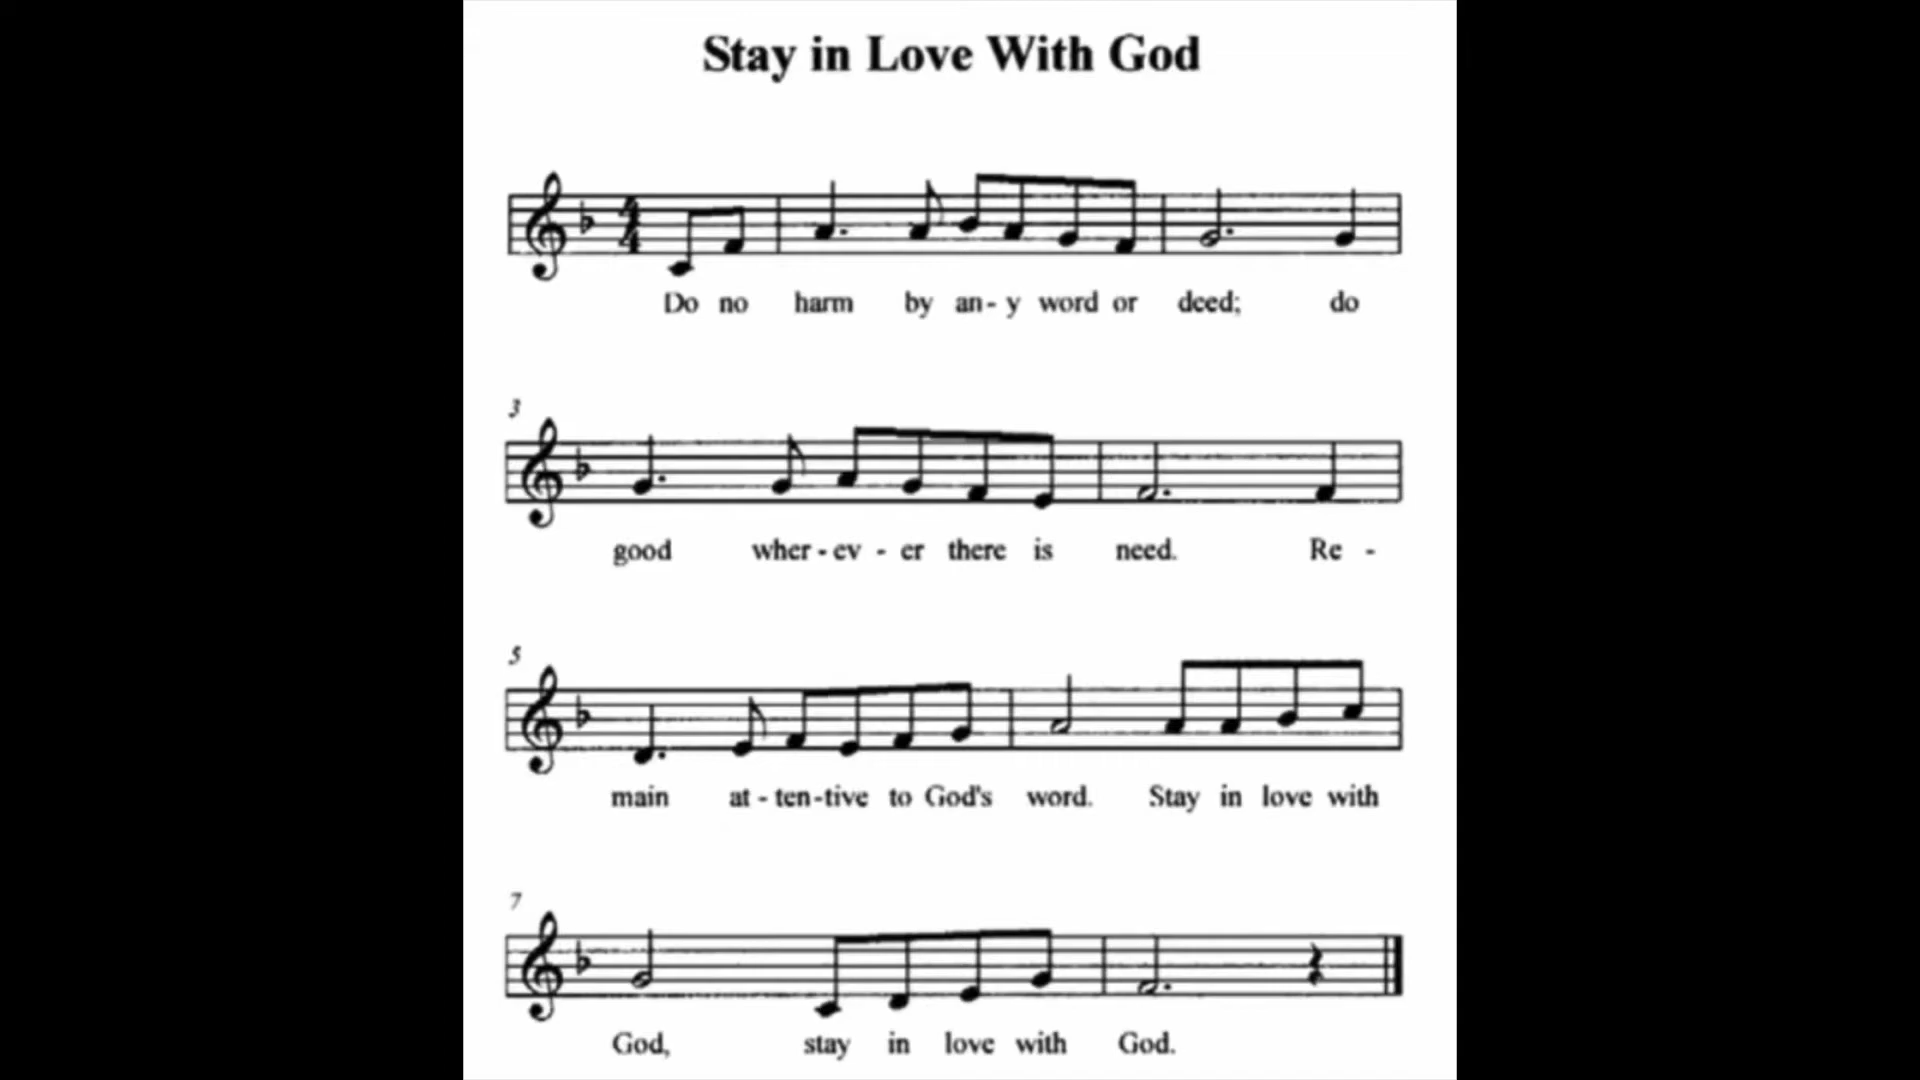 Stay in Love With God
4
4
Do no harm by an - y word or deed; do
3
good wher - ev - er there is need. Re -
5
main at - ten - tive to God's word. Stay in love with
7
God, stay in love with God.